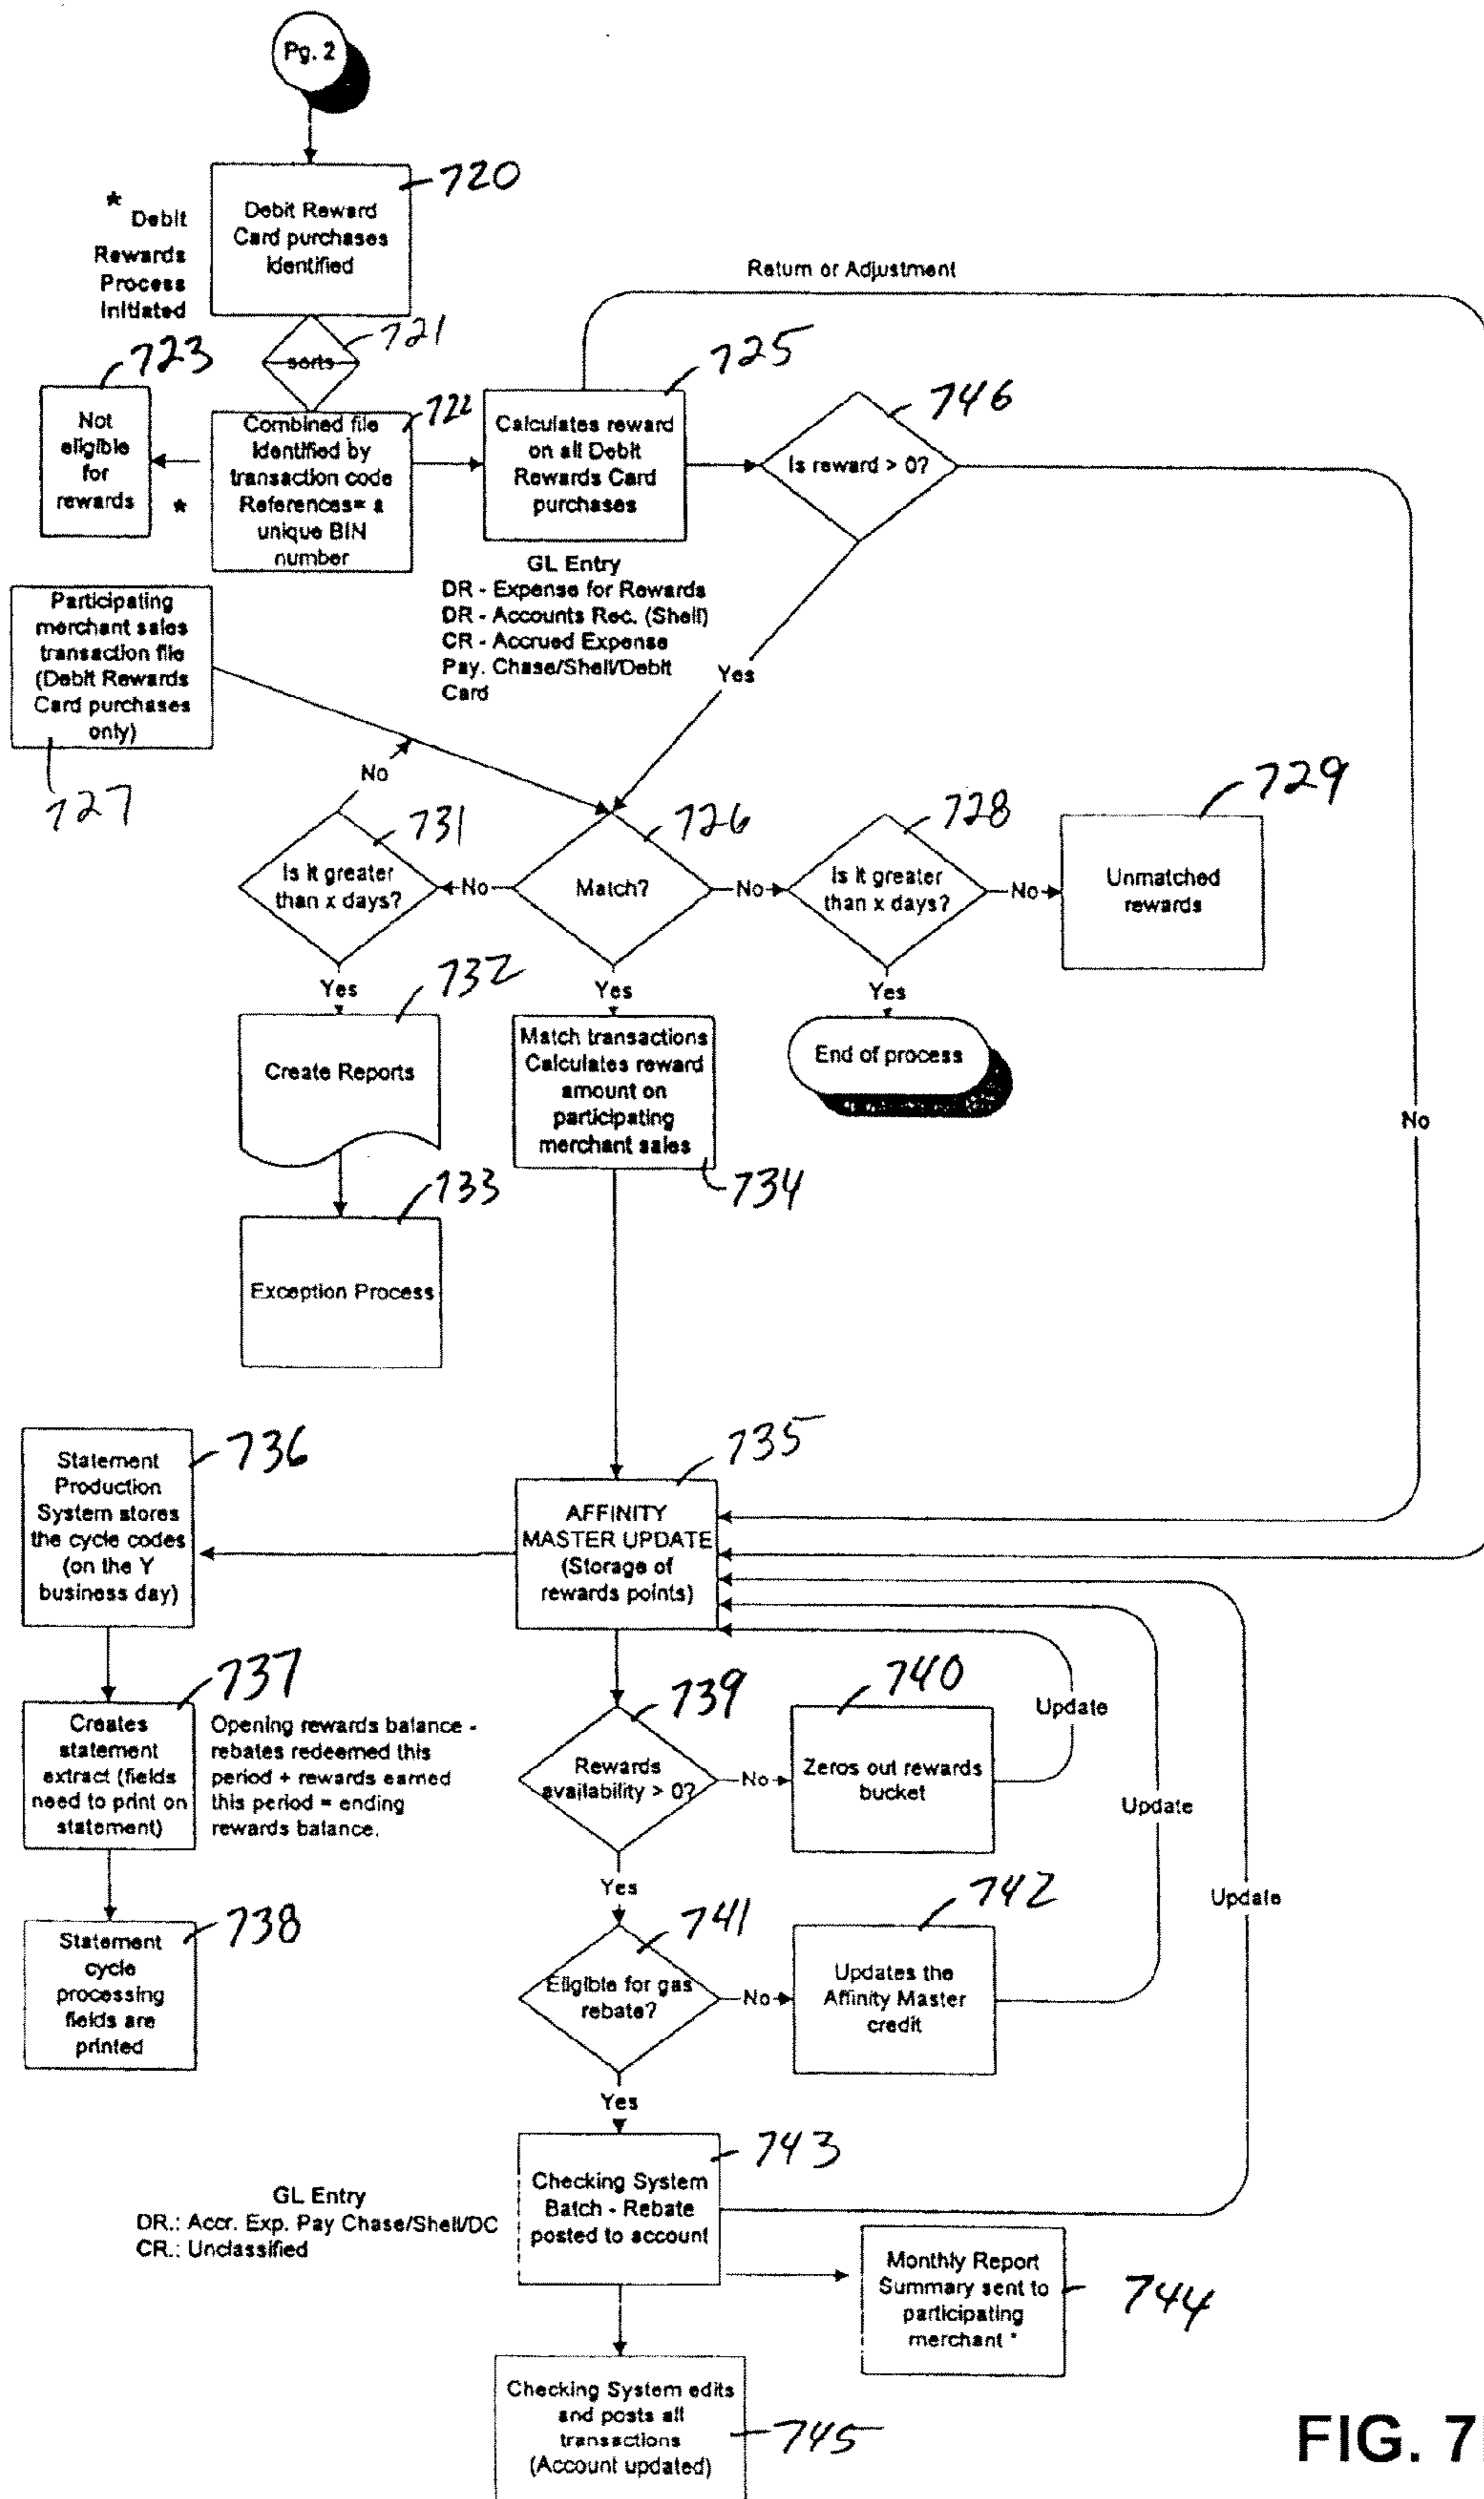 Pg. 2
720
* Debit
Rewards
Process
Initiated
Debit Reward
Card purchases
Identified
Return or Adjustment
721
sorts
723
Not
eligible
for
rewards
*
722
Combined file
identified by
transaction code
References= a
unique BIN
number
725
Calculates reward
on all Debit
Rewards Card
purchases
746
Is reward > 0?
GL Entry
DR - Expense for Rewards
DR - Accounts Rec. (Shell)
CR - Accrued Expense
Pay. Chase/Shell/Debit
Card
Participating
merchant sales
transaction file
(Debit Rewards
Card purchases
only)
727
Yes
No
731
Is it greater
than x days?
No
726
Match?
No
728
Is it greater
than x days?
No
729
Unmatched
rewards
Yes
732
Create Reports
Yes
Match transactions
Calculates reward
amount on
participating
merchant sales
734
Yes
End of process
No
733
Exception Process
736
Statement
Production
System stores
the cycle codes
(on the Y
business day)
735
AFFINITY
MASTER UPDATE
(Storage of
rewards points)
737
Creates
statement
extract (fields
need to print on
statement)
Opening rewards balance -
rebates redeemed this
period + rewards earned
this period = ending
rewards balance.
739
Rewards
availability > 0?
No
740
Zeros out rewards
bucket
Update
Update
Update
738
Statement
cycle
processing
fields are
printed
Yes
741
Eligible for gas
rebate?
No
742
Updates the
Affinity Master
credit
Yes
743
Checking System
Batch - Rebate
posted to account
GL Entry
DR.: Accr. Exp. Pay Chase/Shell/DC
CR.: Unclassified
Monthly Report
Summary sent to
participating
merchant *
744
Checking System edits
and posts all
transactions
(Account updated)
745
FIG. 7